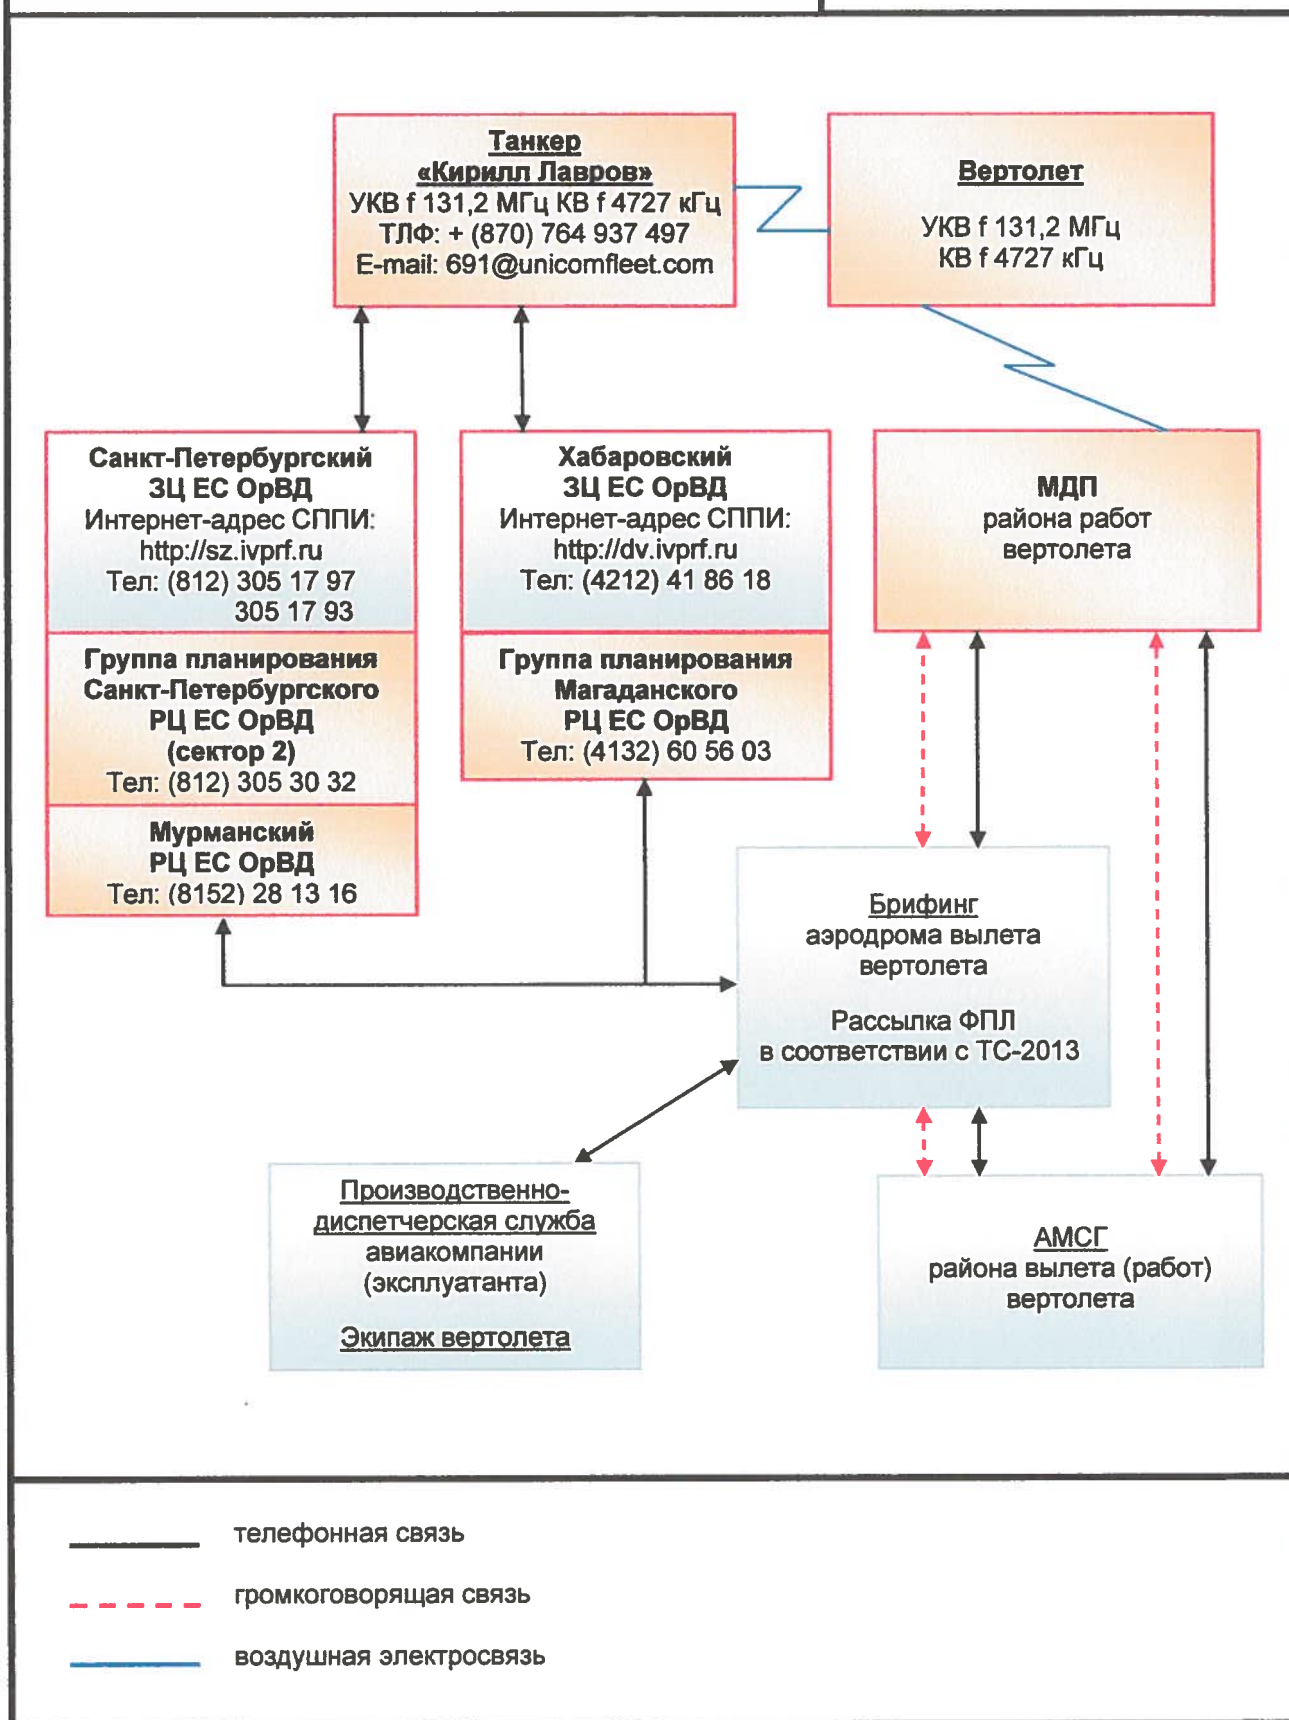 Танкер
«Кирилл Лавров»
УКВ f 131,2 МГц КВ f 4727 кГц
ТЛФ: + (870) 764 937 497
E-mail: 691@unicomfleet.com
Вертолет
УКВ f 131,2 МГц
КВ f 4727 кГц
Санкт-Петербургский
ЗЦ ЕС ОрВД
Интернет-адрес СППИ:
http://sz.ivprf.ru
Тел: (812) 305 17 97
305 17 93
Группа планирования
Санкт-Петербургского
РЦ ЕС ОрВД
(сектор 2)
Тел: (812) 305 30 32
Мурманский
РЦ ЕС ОрВД
Тел: (8152) 28 13 16
Хабаровский
ЗЦ ЕС ОрВД
Интернет-адрес СППИ:
http://dv.ivprf.ru
Тел: (4212) 41 86 18
Группа планирования
Магаданского
РЦ ЕС ОрВД
Тел: (4132) 60 56 03
МДП
района работ
вертолета
Брифинг
аэродрома вылета
вертолета
Рассылка ФПЛ
в соответствии с ТС-2013
Производственно-
диспетчерская служба
авиакомпании
(эксплуатанта)
Экипаж вертолета
АМСГ
района вылета (работ)
вертолета
телефонная связь
громкоговорящая связь
воздушная электросвязь